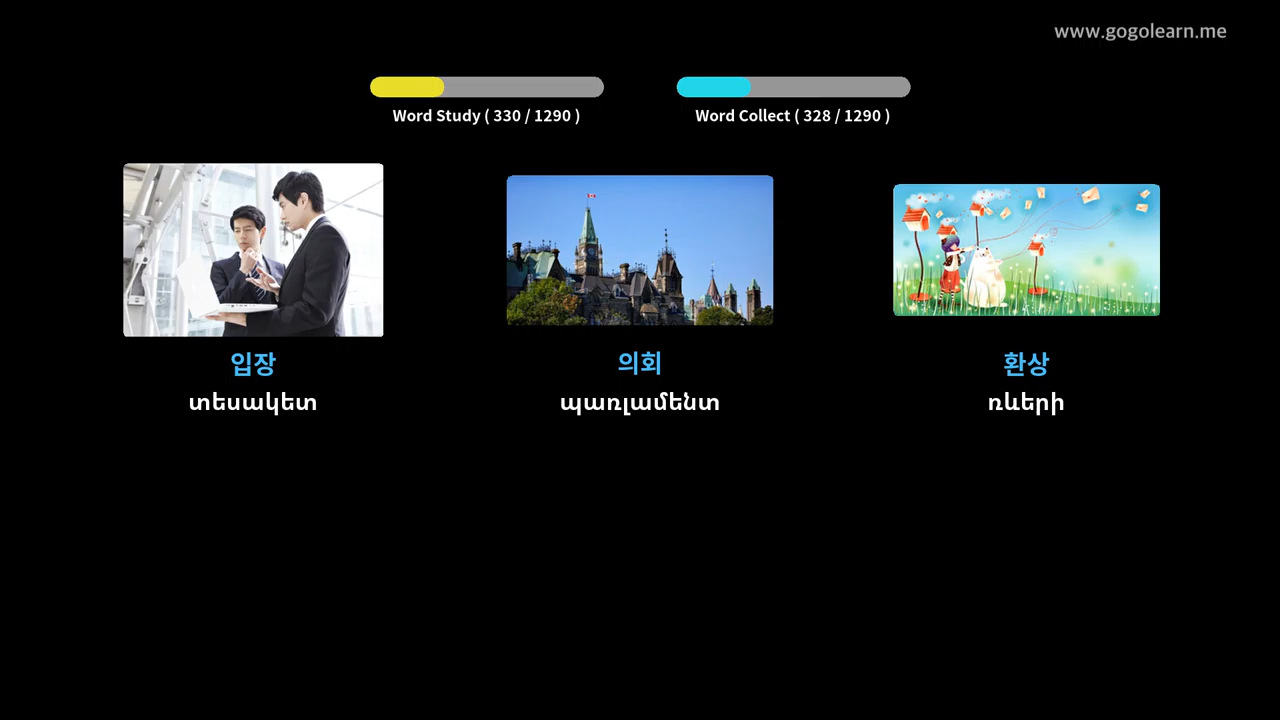 www.gogolearn.me
Word Study ( 330 / 1290 )
Word Collect ( 328 / 1290 )
입장
의회
환상
տեսակետ
պառլամենտ
ռևերի